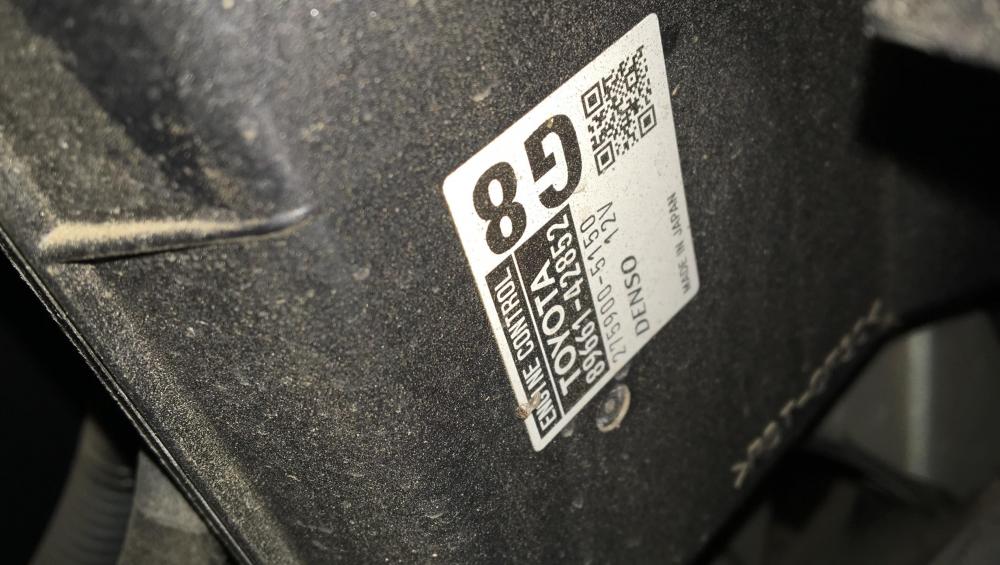 G8
ENGINE CONTROL
TOYOTA
89661-42852
275900-5150
DENSO 12V
MADE IN JAPAN